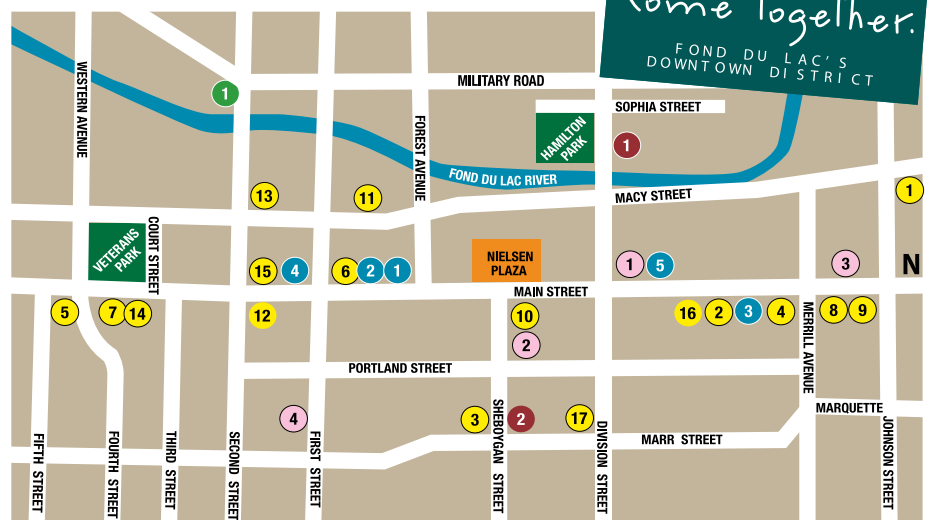 Come Together.
FOND DU LAC'S
DOWNTOWN DISTRICT
MILITARY ROAD
WESTERN AVENUE
1
SOPHIA STREET
FOREST AVENUE
HAMILTON
PARK
1
FOND DU LAC RIVER
MACY STREET
1
13
11
COURT STREET
VETERANS
PARK
15
4
6
2
1
NIELSEN
PLAZA
1
5
3
N
MAIN STREET
5
7
14
12
10
16
2
3
4
MERRILL AVENUE
8
9
2
PORTLAND STREET
4
3
SHEBOYGAN STREET
2
17
DIVISION STREET
MARQUETTE
JOHNSON STREET
MARR STREET
FIFTH STREET
FOURTH STREET
THIRD STREET
SECOND STREET
FIRST STREET